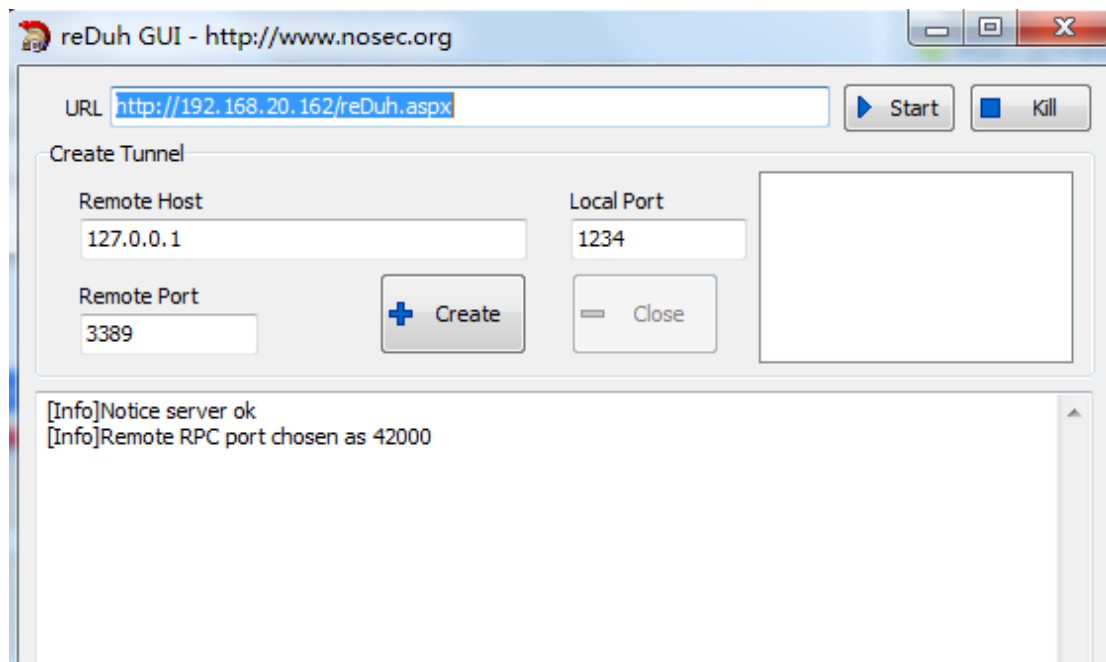 reDuh GUI - http://www.nosec.org
URL http://192.168.20.162/reDuh.aspx Start Kill
Create Tunnel
Remote Host Local Port
127.0.0.1 1234
Remote Port
3389 Create Close
[Info]Notice server ok
[Info]Remote RPC port chosen as 42000